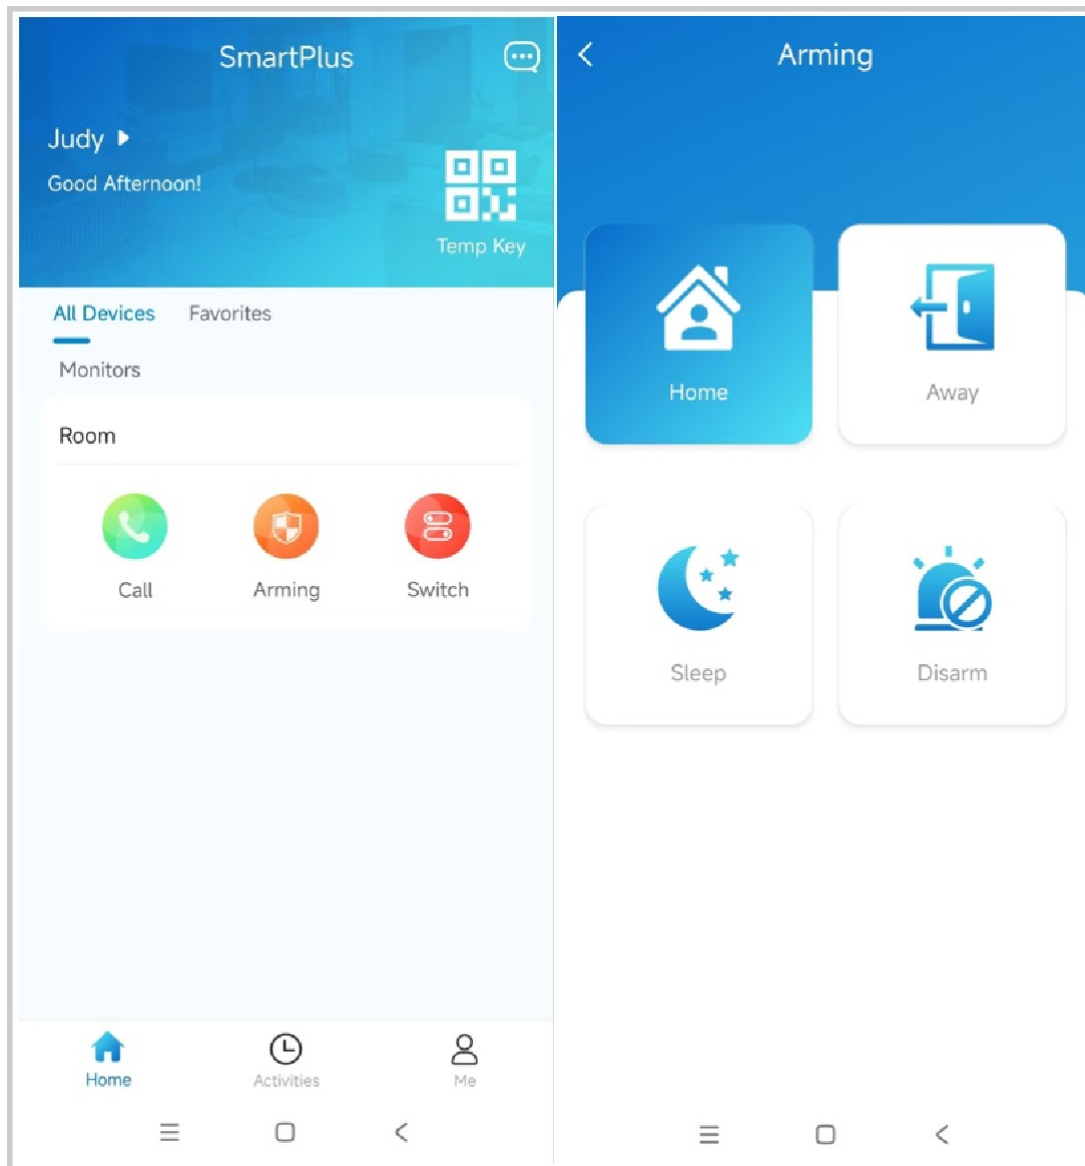 SmartPlus
Judy
Good Afternoon!
Temp Key
All Devices Favorites
Monitors
Room
Call Arming Switch
Home Activities Me
Arming
Home Away
Sleep Disarm